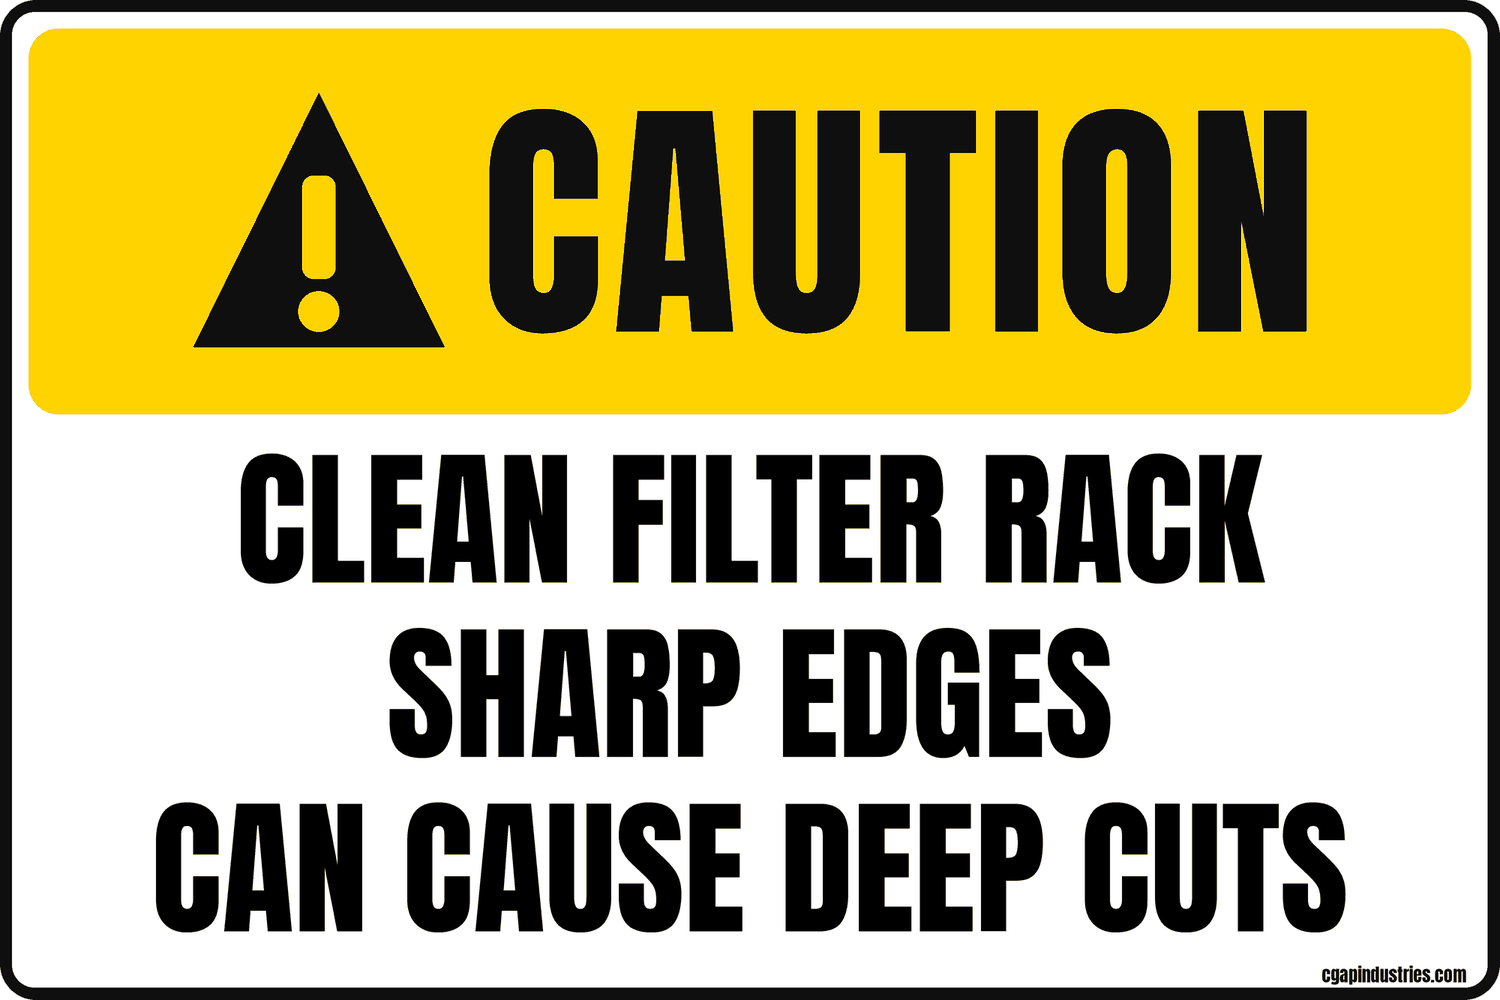 CAUTION
CLEAN FILTER RACK
SHARP EDGES
CAN CAUSE DEEP CUTS
cgapindustries.com